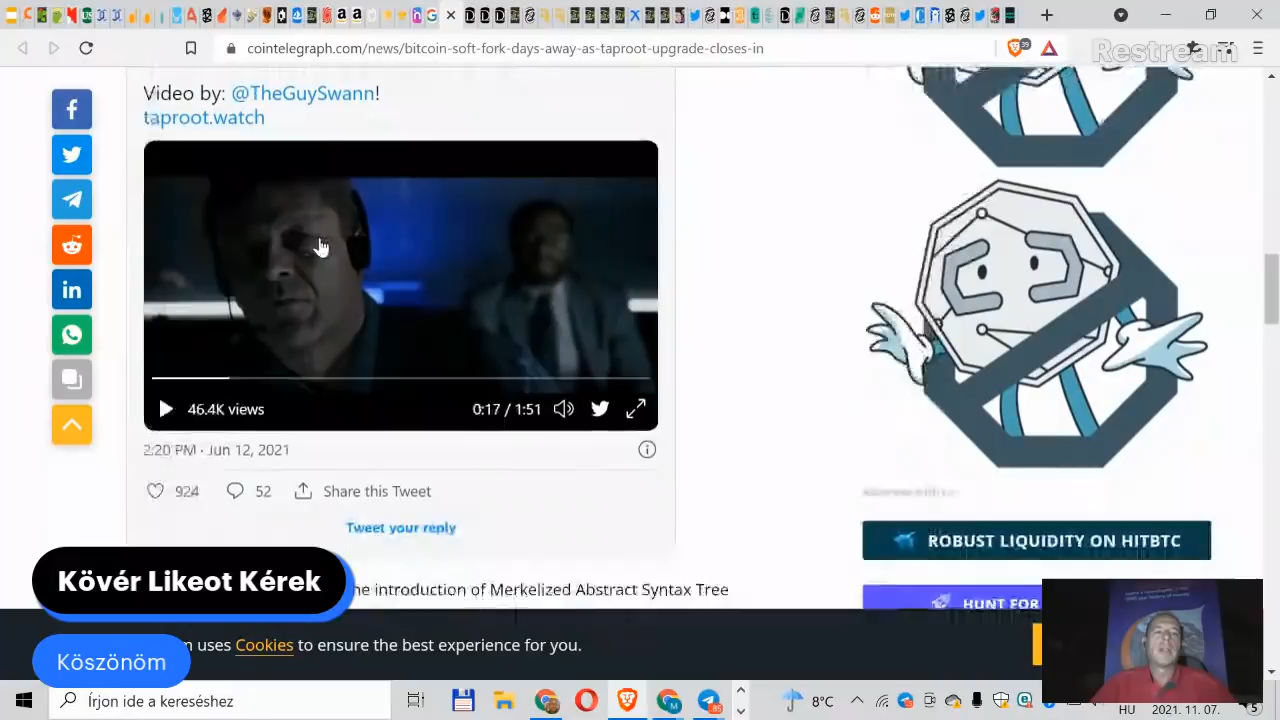 cointelegraph.com/news/bitcoin-soft-fork-days-away-as-taproot-upgrade-closes-in
39
Restream
Video by: @TheGuySwann!
taproot.watch
46.4K views
0:17 / 1:51
2:20 PM · Jun 12, 2021
924
52
Share this Tweet
Tweet your reply
ROBUST LIQUIDITY ON HITBTC
HUNT FOR
Kövér Likeot Kérek
he introduction of Merkelized Abstract Syntax Tree
uses Cookies to ensure the best experience for you.
Köszönöm
Írjon ide a kereséshez
85
8°C
HU
2021. 11. 07.